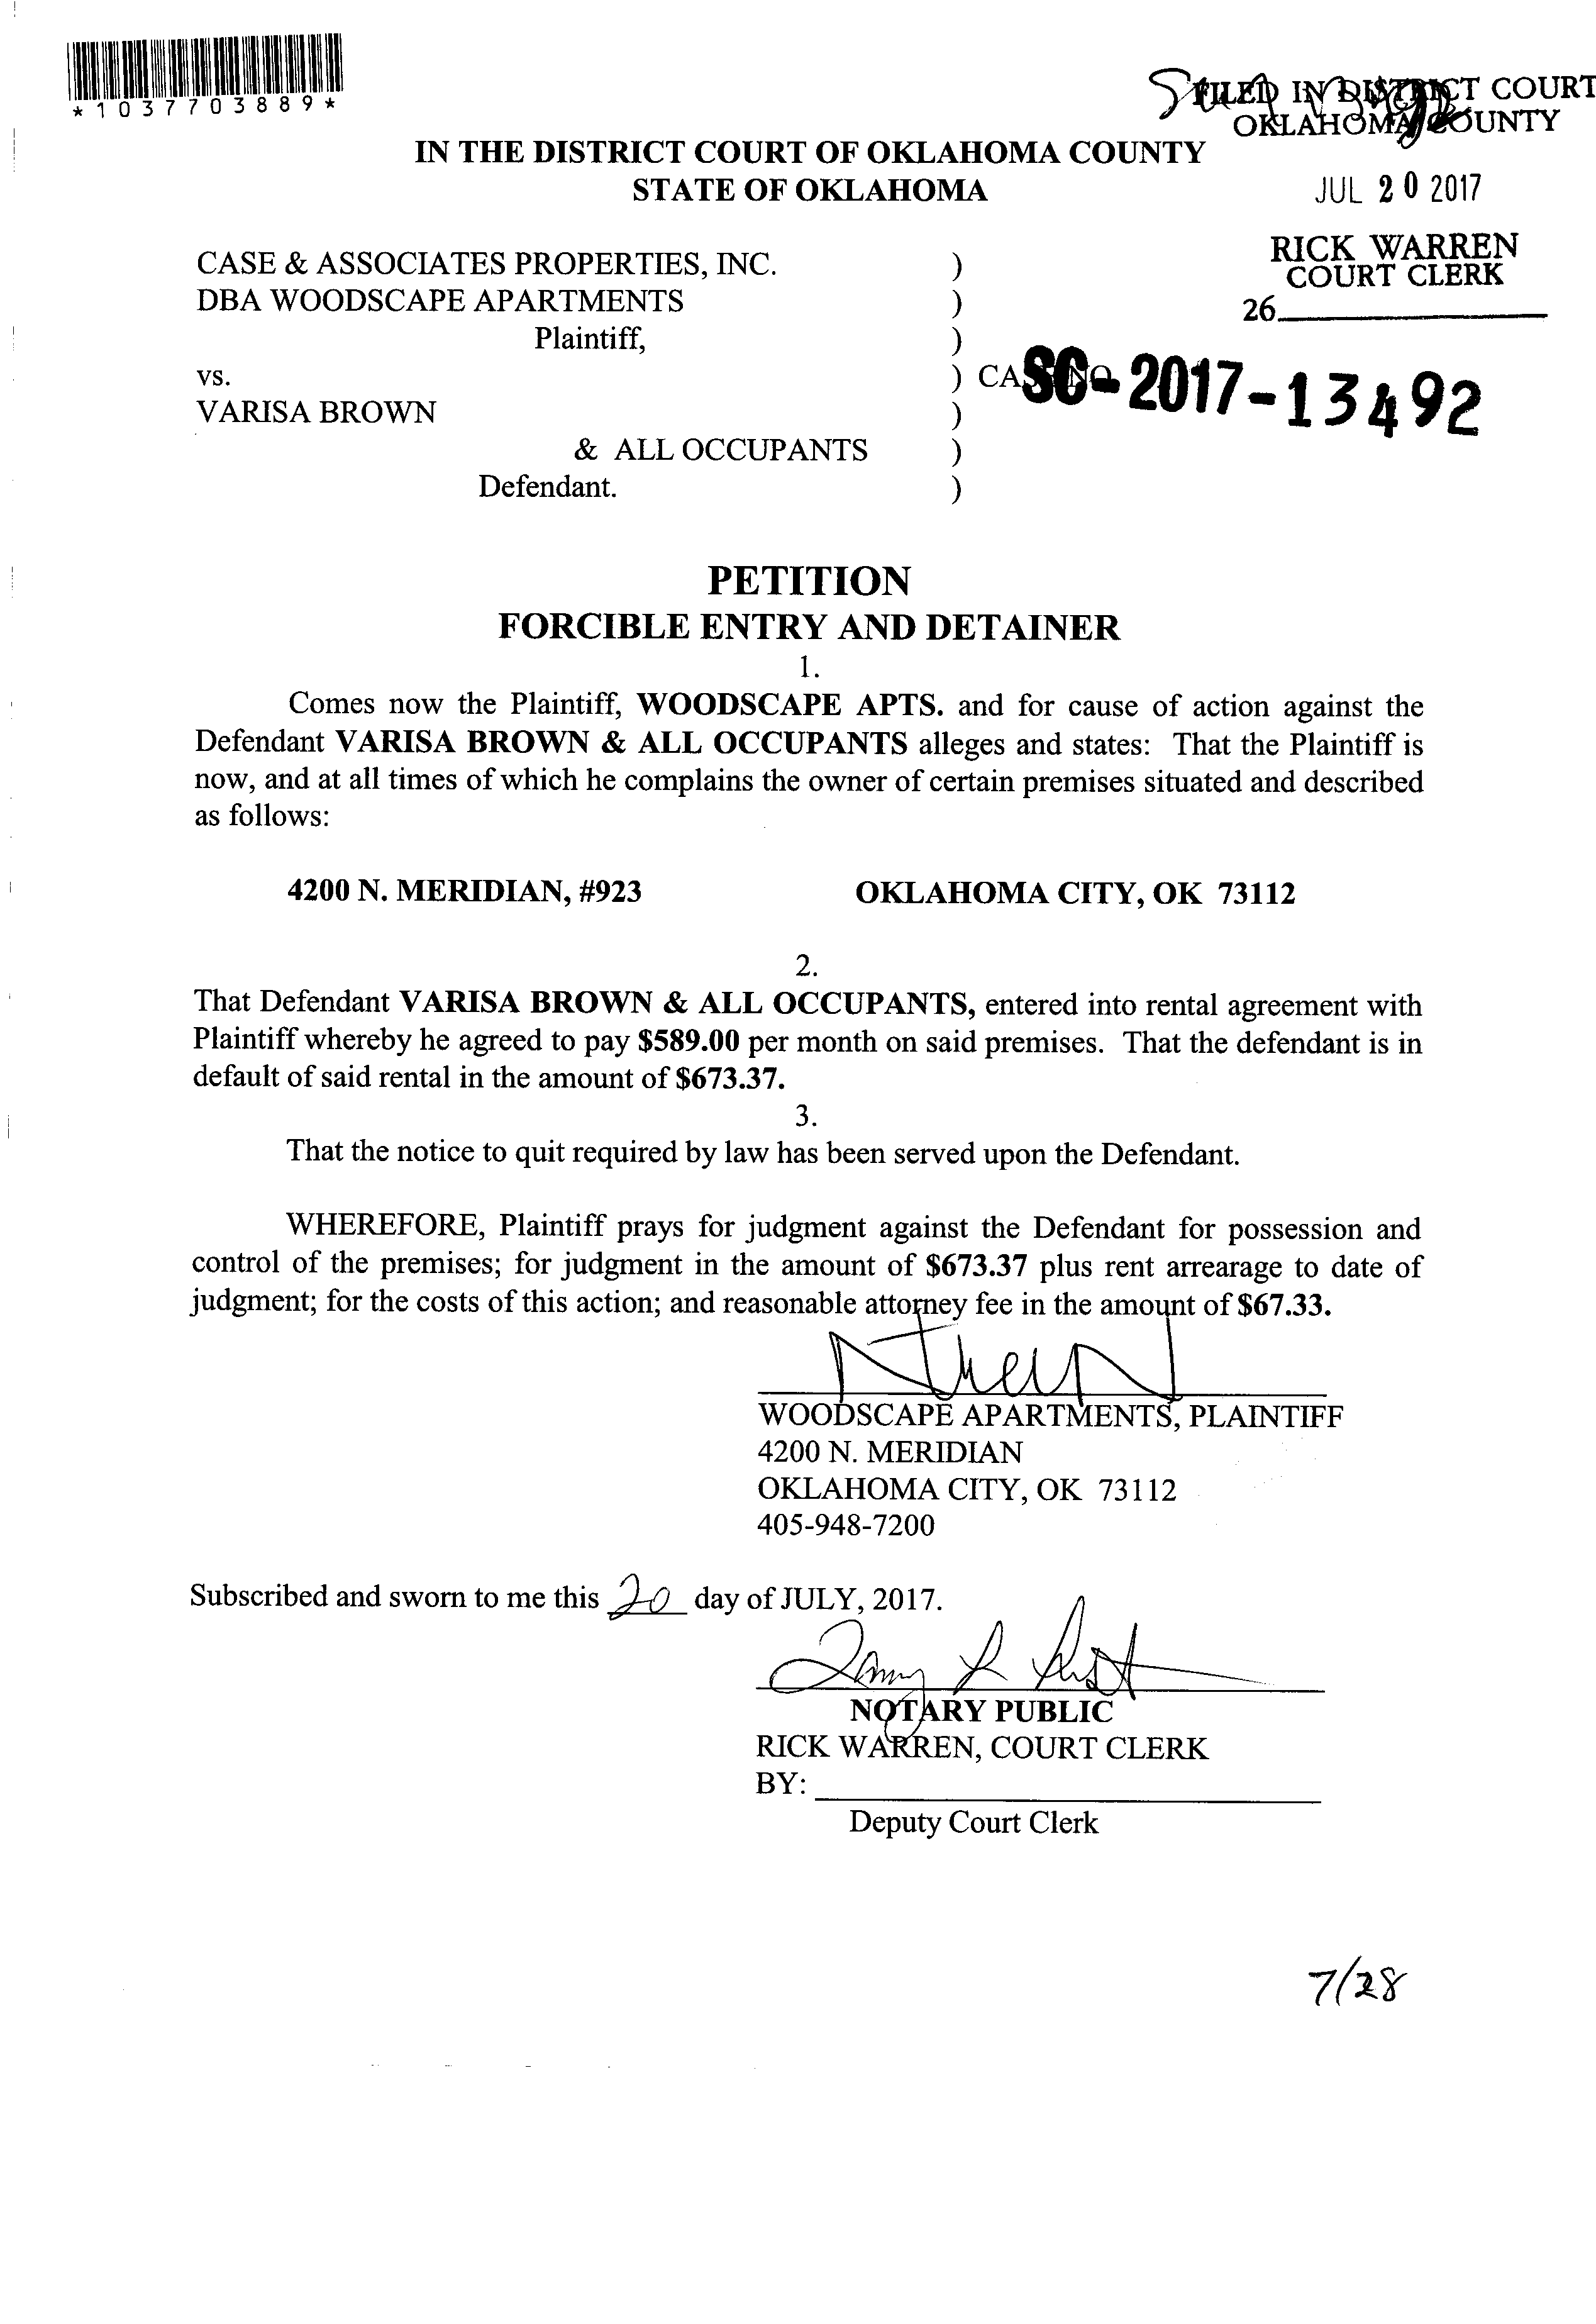 *1037703889*
FILED IN DISTRICT COURT
OKLAHOMA COUNTY
IN THE DISTRICT COURT OF OKLAHOMA COUNTY
STATE OF OKLAHOMA
JUL 20 2017
RICK WARREN
COURT CLERK
26
CASE & ASSOCIATES PROPERTIES, INC. )
DBA WOODSCAPE APARTMENTS )
Plaintiff, )
vs. ) CASE NO. SC-2017-13492
VARISA BROWN )
& ALL OCCUPANTS )
Defendant. )
PETITION
FORCIBLE ENTRY AND DETAINER
1.
Comes now the Plaintiff, WOODSCAPE APTS. and for cause of action against the
Defendant VARISA BROWN & ALL OCCUPANTS alleges and states: That the Plaintiff is
now, and at all times of which he complains the owner of certain premises situated and described
as follows:
4200 N. MERIDIAN, #923 OKLAHOMA CITY, OK 73112
2.
That Defendant VARISA BROWN & ALL OCCUPANTS, entered into rental agreement with
Plaintiff whereby he agreed to pay $589.00 per month on said premises. That the defendant is in
default of said rental in the amount of $673.37.
3.
That the notice to quit required by law has been served upon the Defendant.
WHEREFORE, Plaintiff prays for judgment against the Defendant for possession and
control of the premises; for judgment in the amount of $673.37 plus rent arrearage to date of
judgment; for the costs of this action; and reasonable attorney fee in the amount of $67.33.
WOODSCAPE APARTMENTS, PLAINTIFF
4200 N. MERIDIAN
OKLAHOMA CITY, OK 73112
405-948-7200
Subscribed and sworn to me this 20 day of JULY, 2017.
NOTARY PUBLIC
RICK WARREN, COURT CLERK
BY:
Deputy Court Clerk
7/28